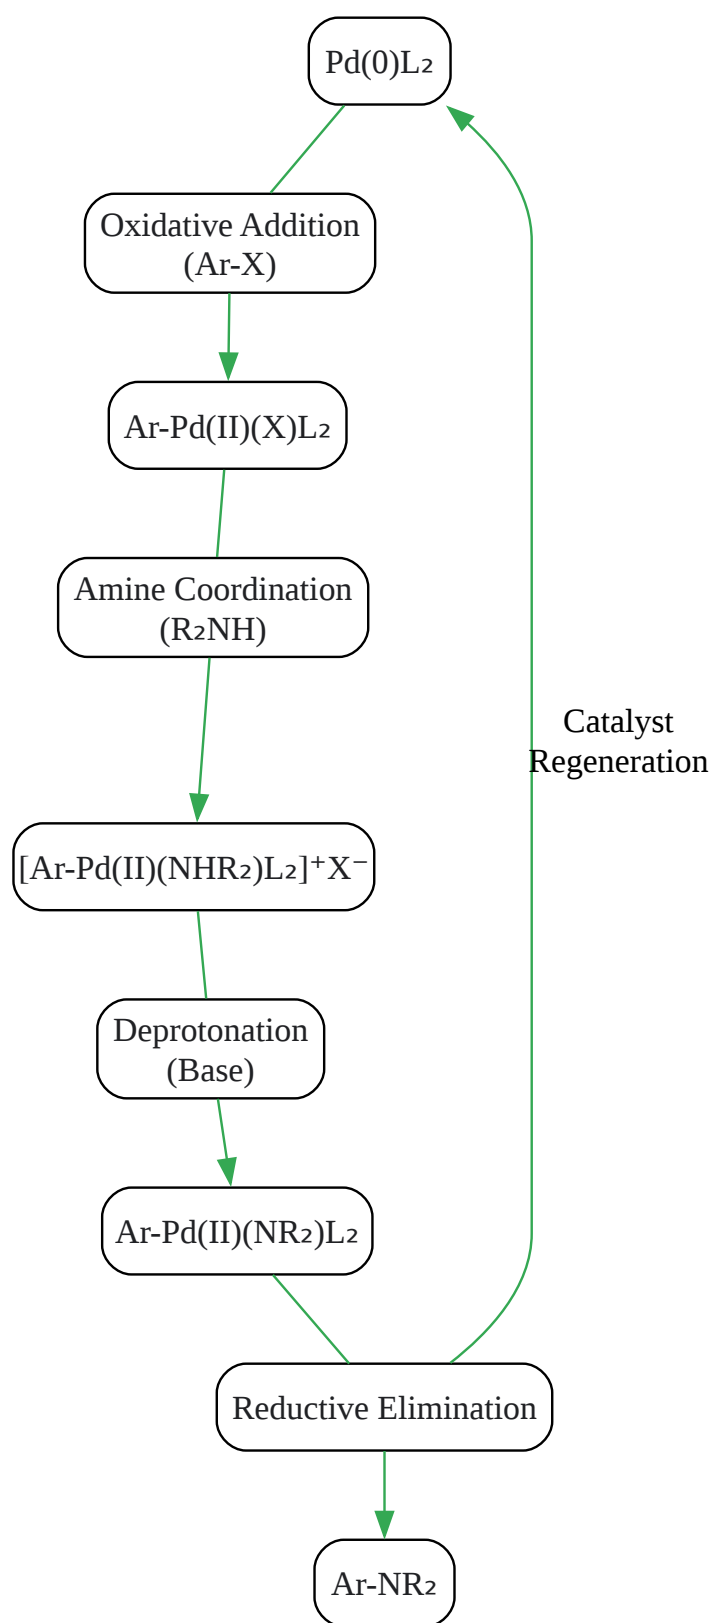 Pd(0)L₂
Oxidative Addition
(Ar-X)
Ar-Pd(II)(X)L₂
Amine Coordination
(R₂NH)
Catalyst
Regeneration
[Ar-Pd(II)(NHR₂)L₂]⁺X⁻
Deprotonation
(Base)
Ar-Pd(II)(NR₂)L₂
Reductive Elimination
Ar-NR₂